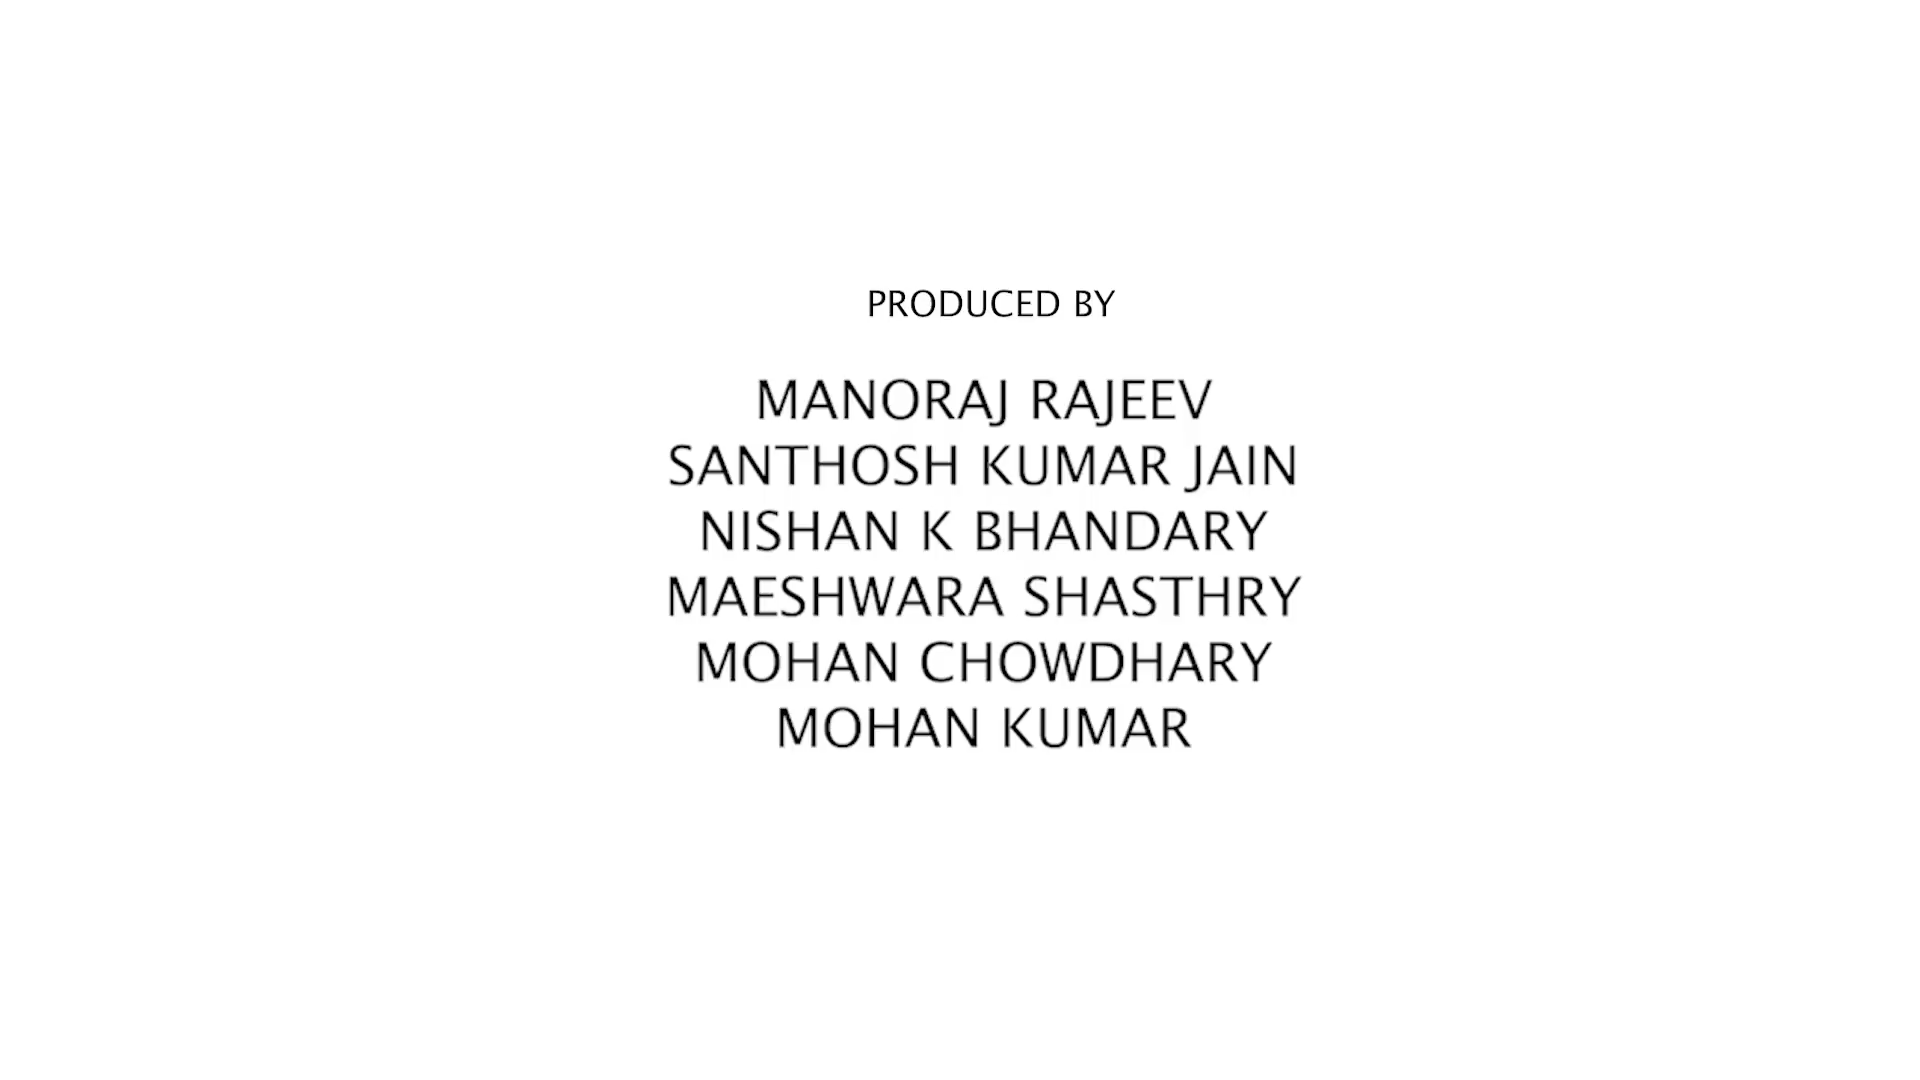 PRODUCED BY
MANORAJ RAJEEV
SANTHOSH KUMAR JAIN
NISHAN K BHANDARY
MAESHWARA SHASTHRY
MOHAN CHOWDHARY
MOHAN KUMAR